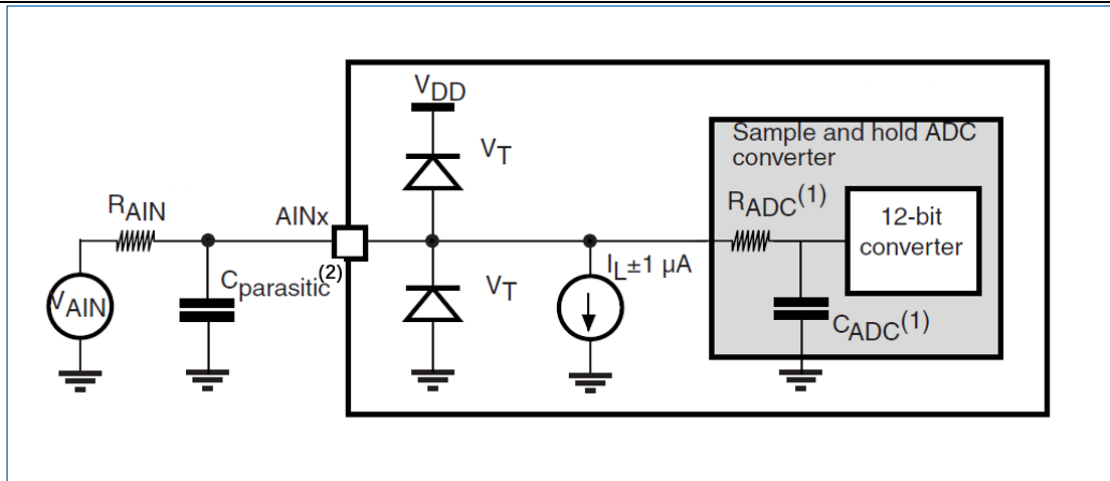 VDD
VT
Sample and hold ADC
converter
RAIN
AINx
RADC(1)
12-bit
converter
VAIN
Cparasitic(2)
VT
IL±1 µA
CADC(1)